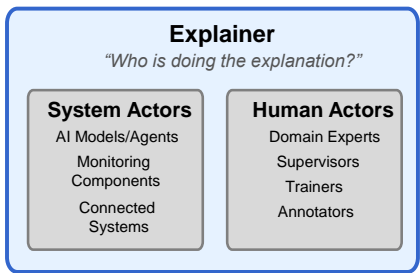 Explainer
“Who is doing the explanation?”
System Actors
AI Models/Agents
Monitoring
Components
Connected
Systems
Human Actors
Domain Experts
Supervisors
Trainers
Annotators